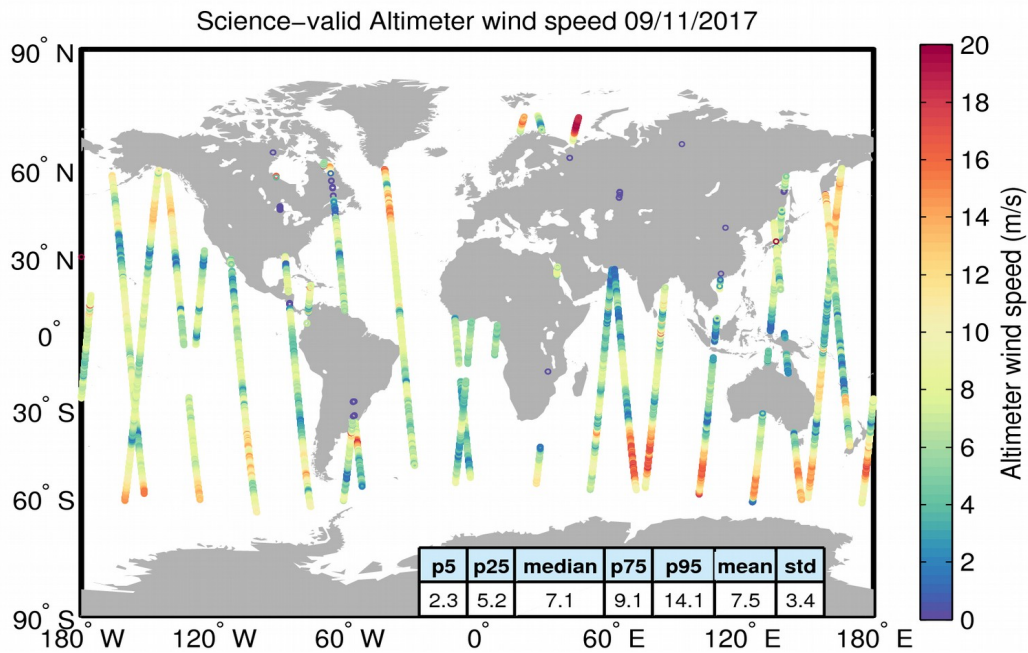 Science−valid Altimeter wind speed 09/11/2017
90° N
60° N
30° N
0°
30° S
60° S
90° S
180° W
120° W
60° W
0°
60° E
120° E
180° E
p5 p25 median p75 p95 mean std
2.3 5.2 7.1 9.1 14.1 7.5 3.4
20
18
16
14
12
10
8
6
4
2
0
Altimeter wind speed (m/s)